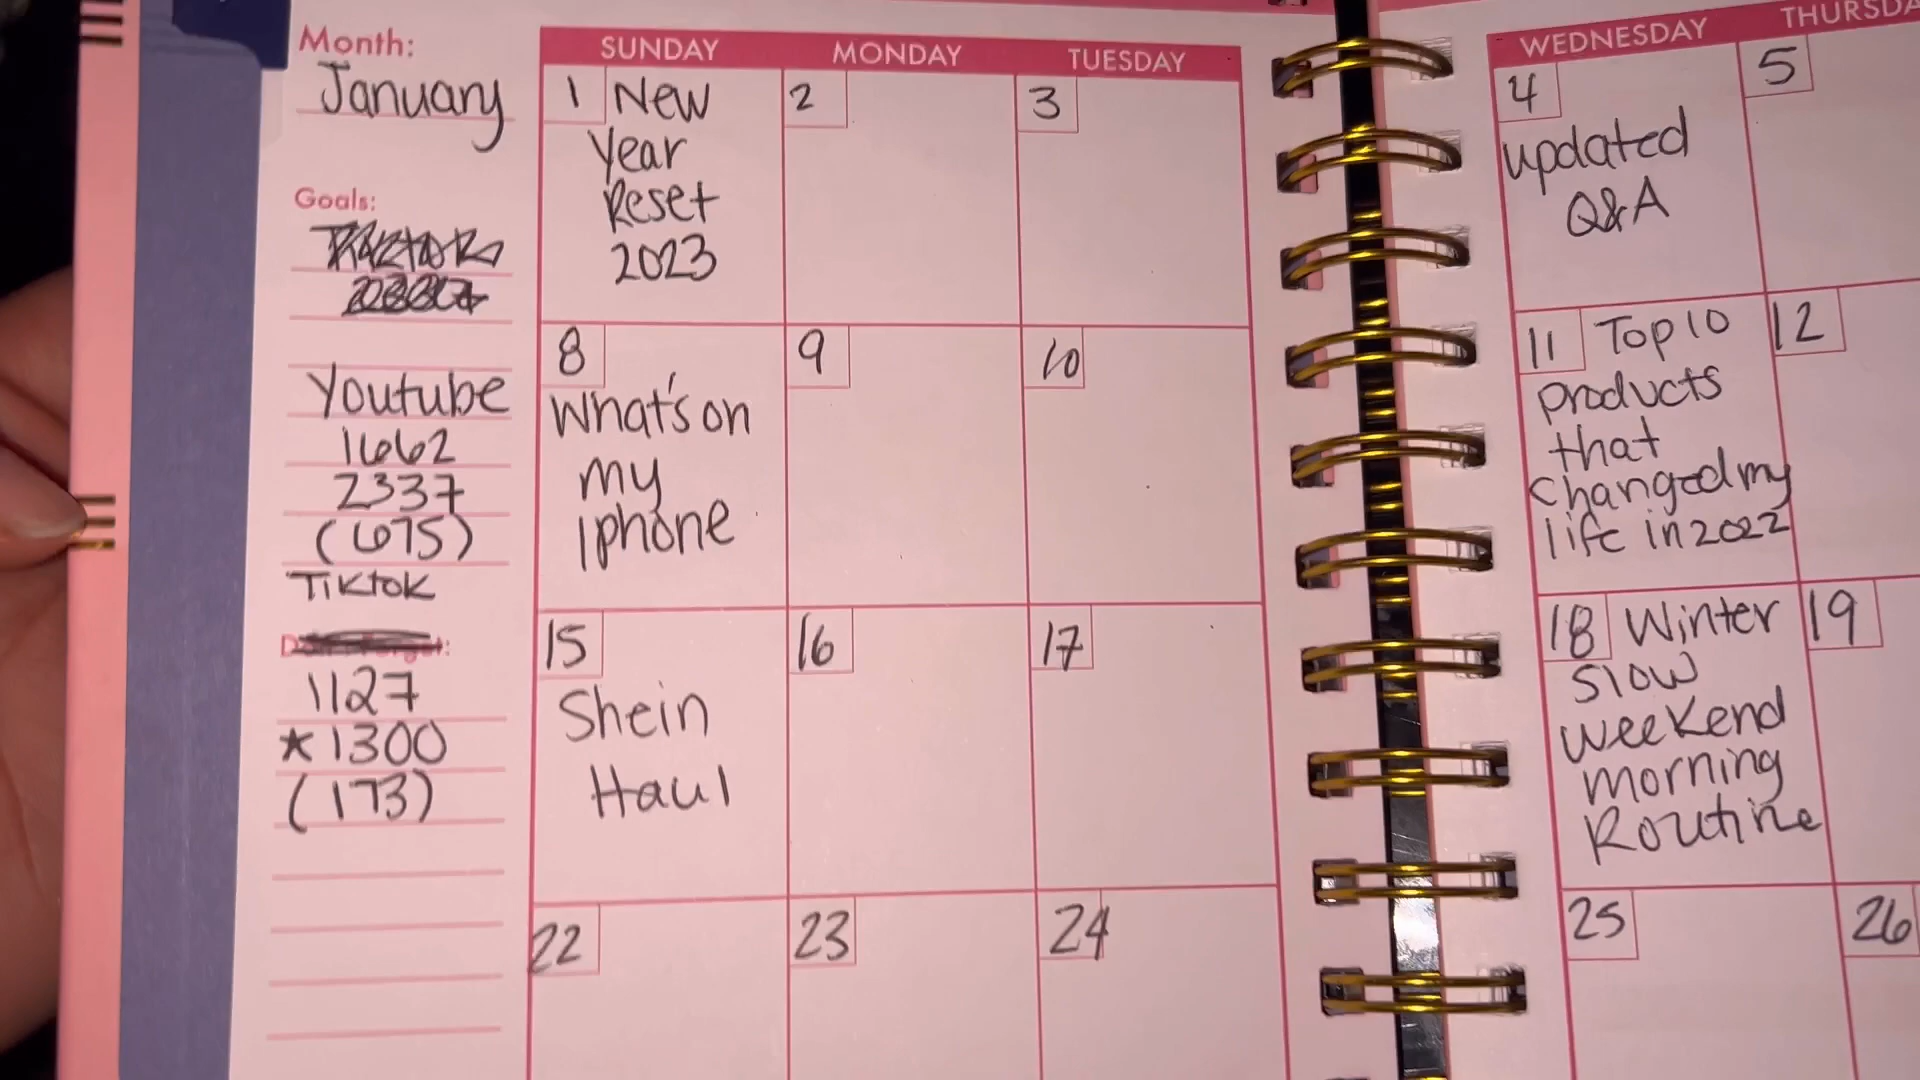 Month:
January
Goals:
Youtube
1662
2337
(675)
Tiktok
1127
★1300
(173)
SUNDAY MONDAY TUESDAY
1 New
Year
Reset
2023
2
3
8
What's on
my
iphone
9
10
15
Shein
Haul
16
17
22
23
24
WEDNESDAY
4
updated
Q&A
5
11 Top 10
products
that
changed my
life in 2022
12
18 Winter
slow
weekend
morning
Routine
19
25
26